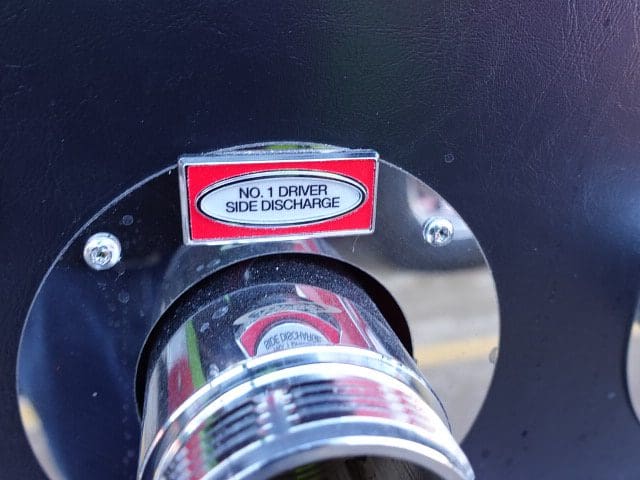 NO. 1 DRIVER
SIDE DISCHARGE